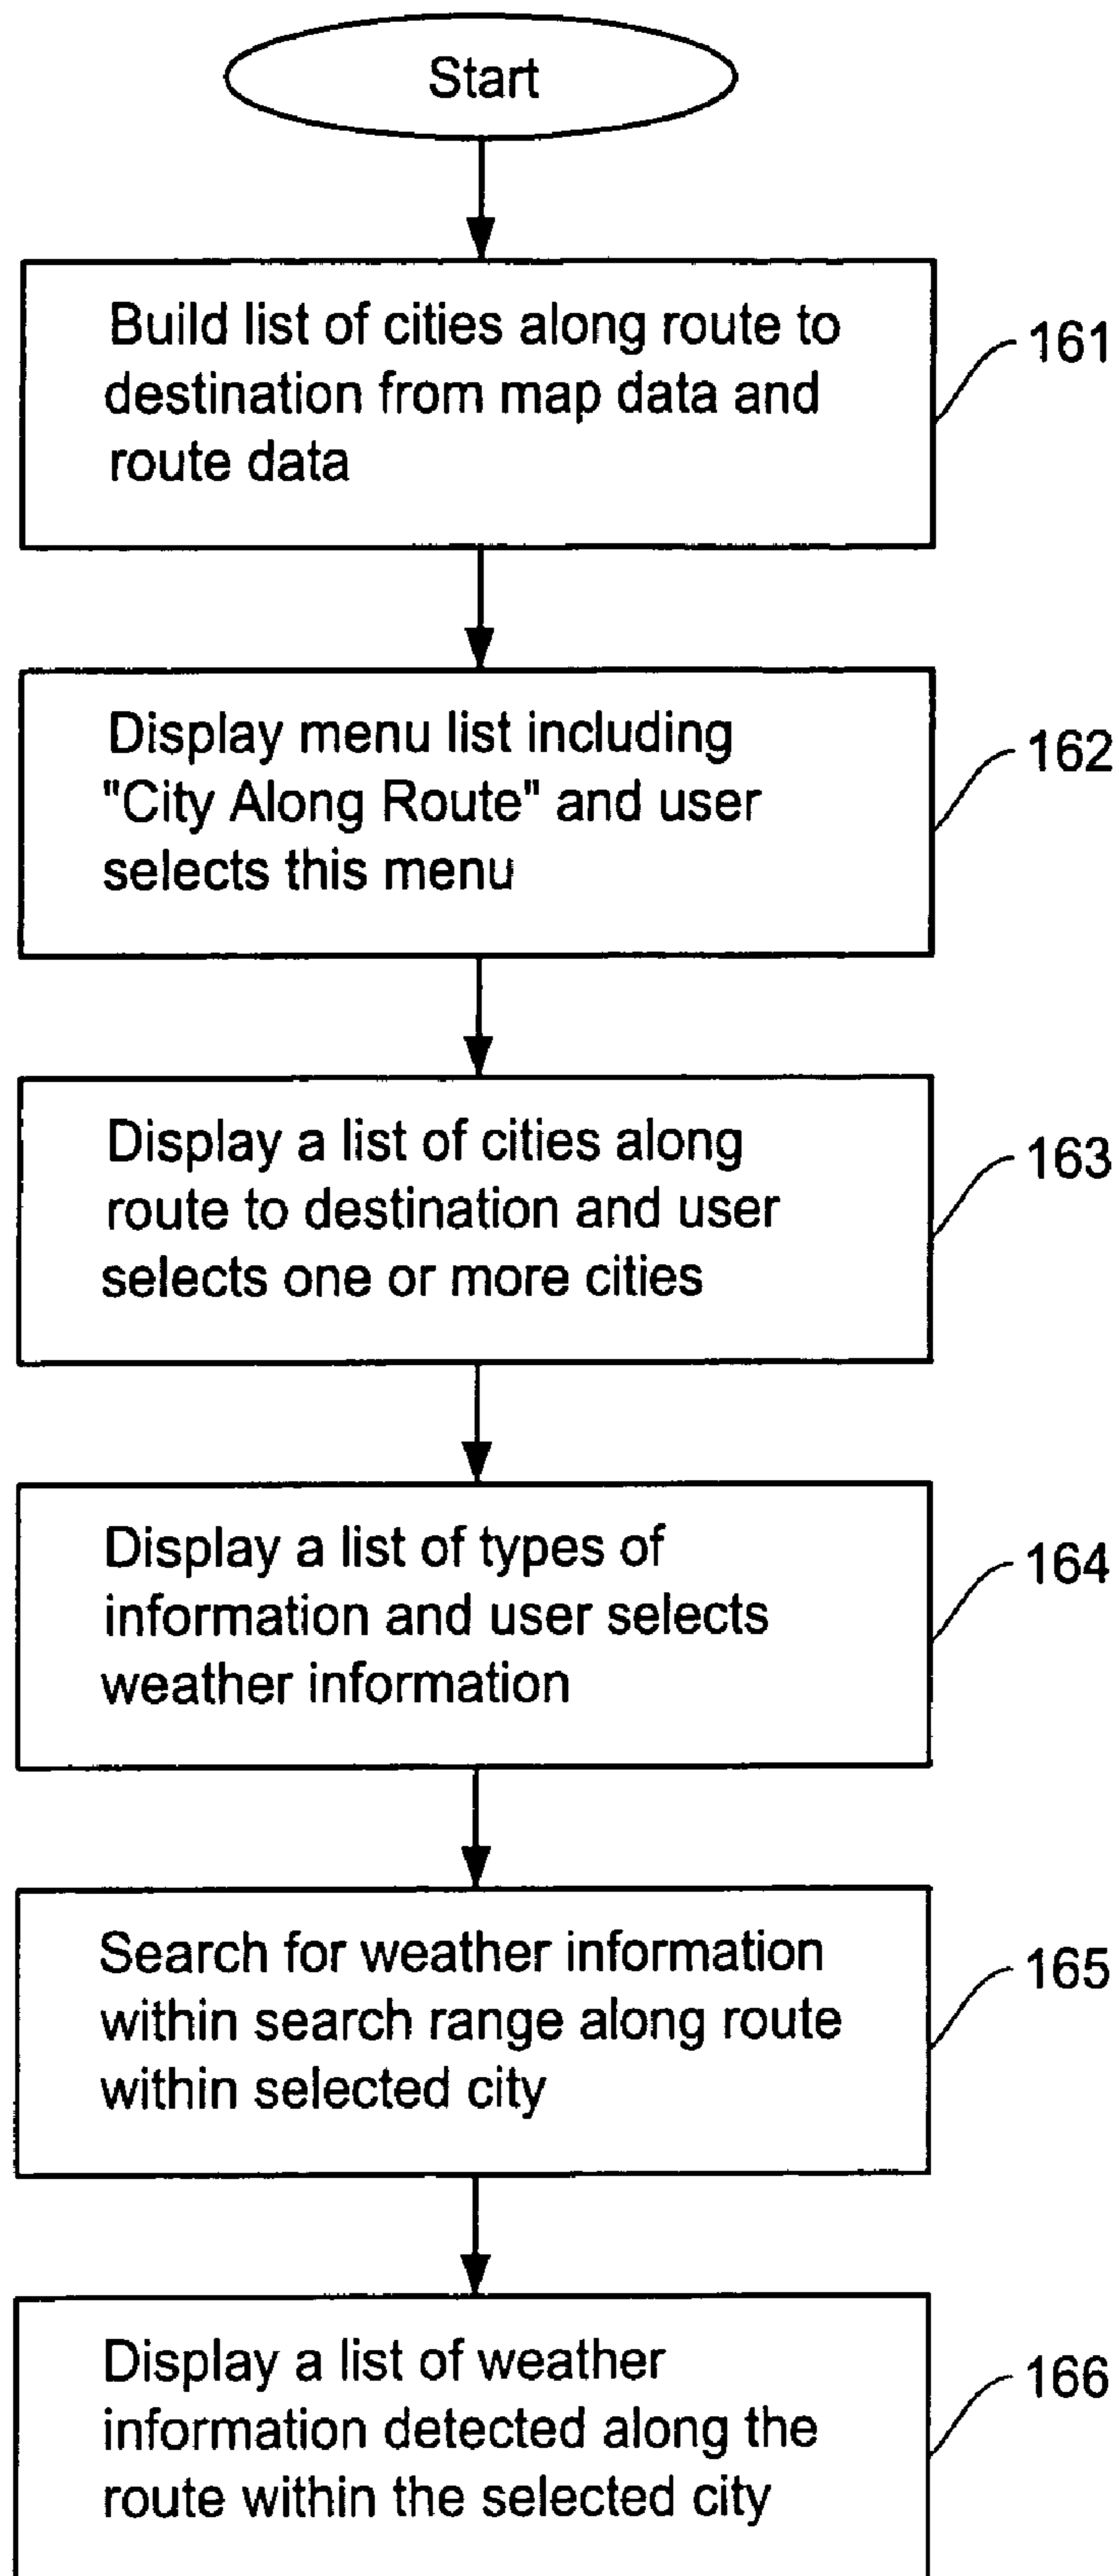 Start
Build list of cities along route to
destination from map data and
route data
161
Display menu list including
"City Along Route" and user
selects this menu
162
Display a list of cities along
route to destination and user
selects one or more cities
163
Display a list of types of
information and user selects
weather information
164
Search for weather information
within search range along route
within selected city
165
Display a list of weather
information detected along the
route within the selected city
166